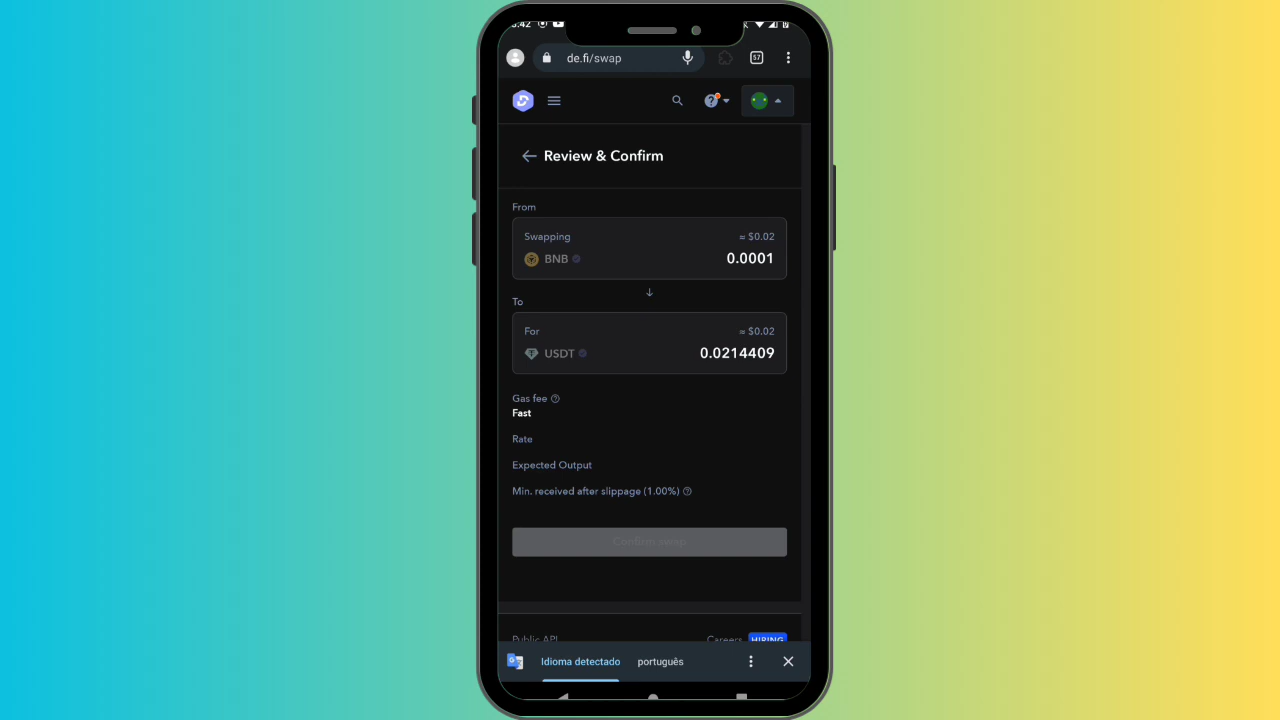 de.fi/swap
57
Review & Confirm
From
Swapping ≈ $0.02
BNB 0.0001
To
For ≈ $0.02
USDT 0.0214409
Gas fee
Fast
Rate
Expected Output
Min. received after slippage (1.00%)
Confirm swap
Public API Careers HIRING
Idioma detectado português